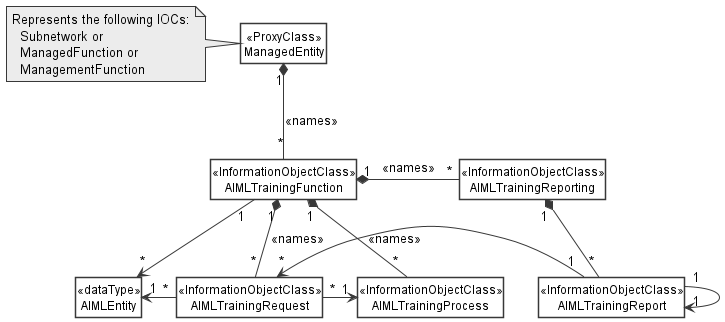 Represents the following IOCs:
Subnetwork or
ManagedFunction or
ManagementFunction
«ProxyClass»
ManagedEntity
1
«names»
*
«InformationObjectClass»
AIMLTrainingFunction
1
«names»
*
«InformationObjectClass»
AIMLTrainingReporting
1
1
1
1
«names»
«names»
*
*
*
1
*
«dataType»
AIMLEntity
1
*
«InformationObjectClass»
AIMLTrainingRequest
*
1
«InformationObjectClass»
AIMLTrainingProcess
«InformationObjectClass»
AIMLTrainingReport
1
1